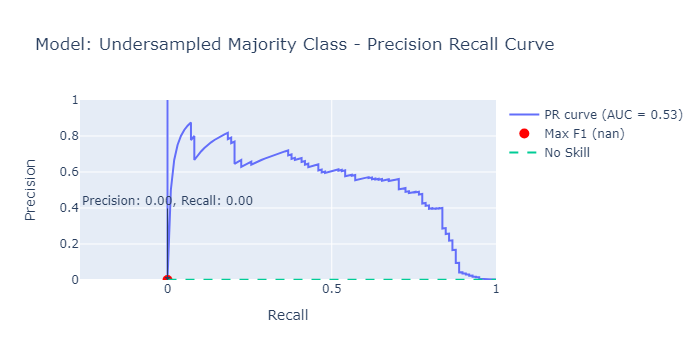 Model: Undersampled Majority Class - Precision Recall Curve
PR curve (AUC = 0.53)
Max F1 (nan)
No Skill
1
0.8
0.6
0.4
0.2
0
Precision
Precision: 0.00, Recall: 0.00
0
0.5
1
Recall